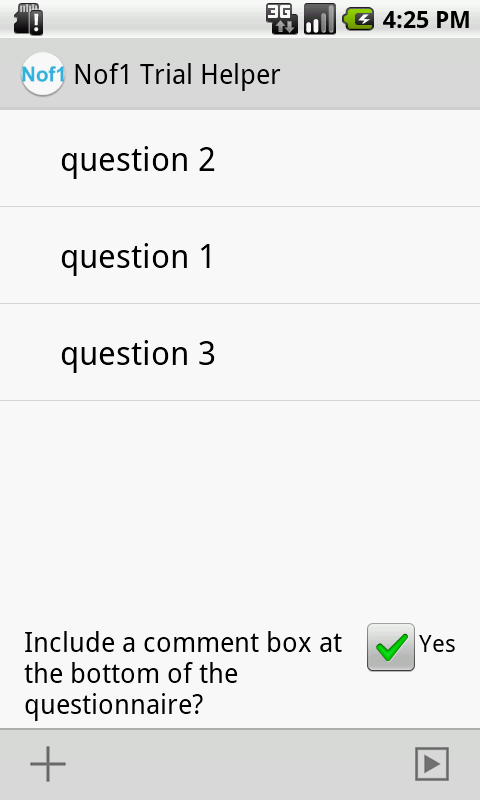 3G 4:25 PM
Nof1 Nof1 Trial Helper
question 2
question 1
question 3
Include a comment box at
the bottom of the
questionnaire?
Yes